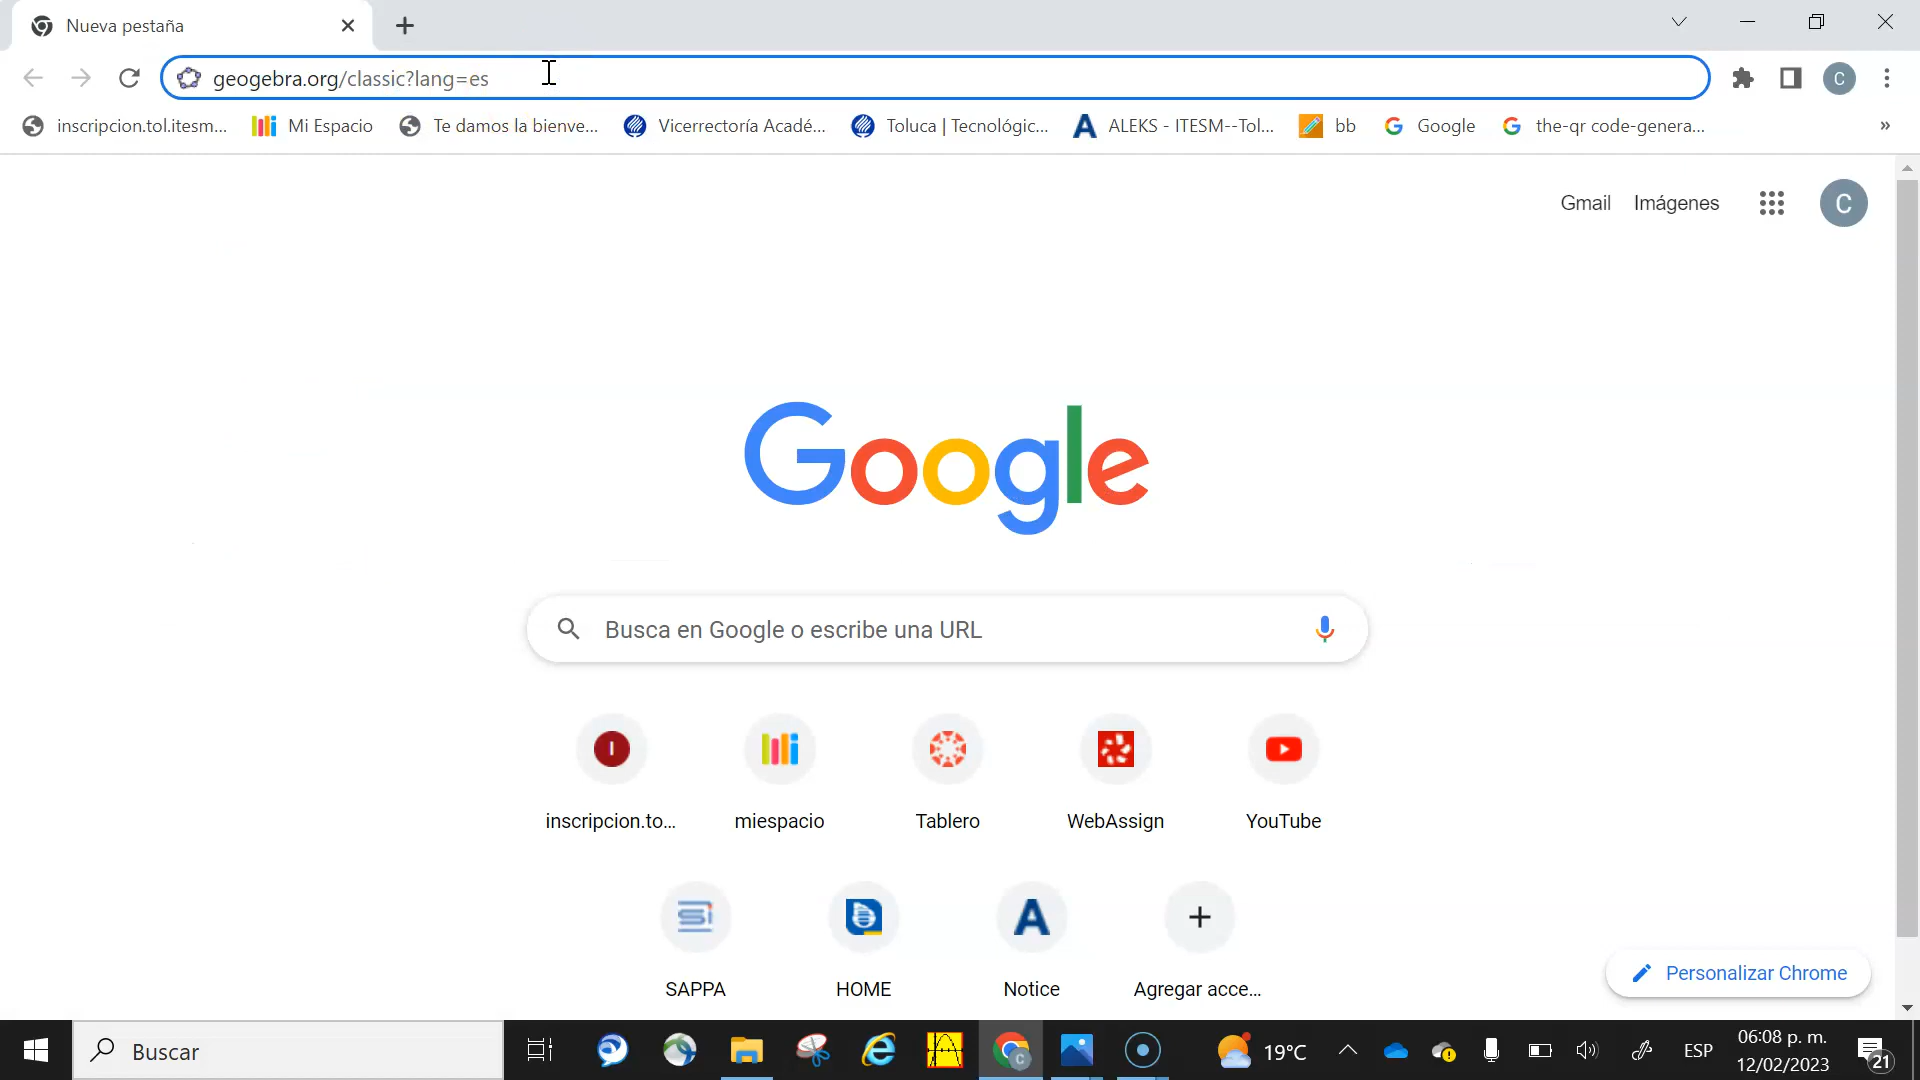 Nueva pestaña
geogebra.org/classic?lang=es
inscripcion.tol.itesm...
Mi Espacio
Te damos la bienve...
Vicerrectoría Acadé...
Toluca | Tecnológic...
ALEKS - ITESM--Tol...
bb
Google
the-qr code-genera...
»
Gmail
Imágenes
C
C
Google
Busca en Google o escribe una URL
inscripcion.to...
miespacio
Tablero
WebAssign
YouTube
SAPPA
HOME
Notice
Agregar acce...
Personalizar Chrome
Buscar
19°C
ESP
06:08 p. m.
12/02/2023
21